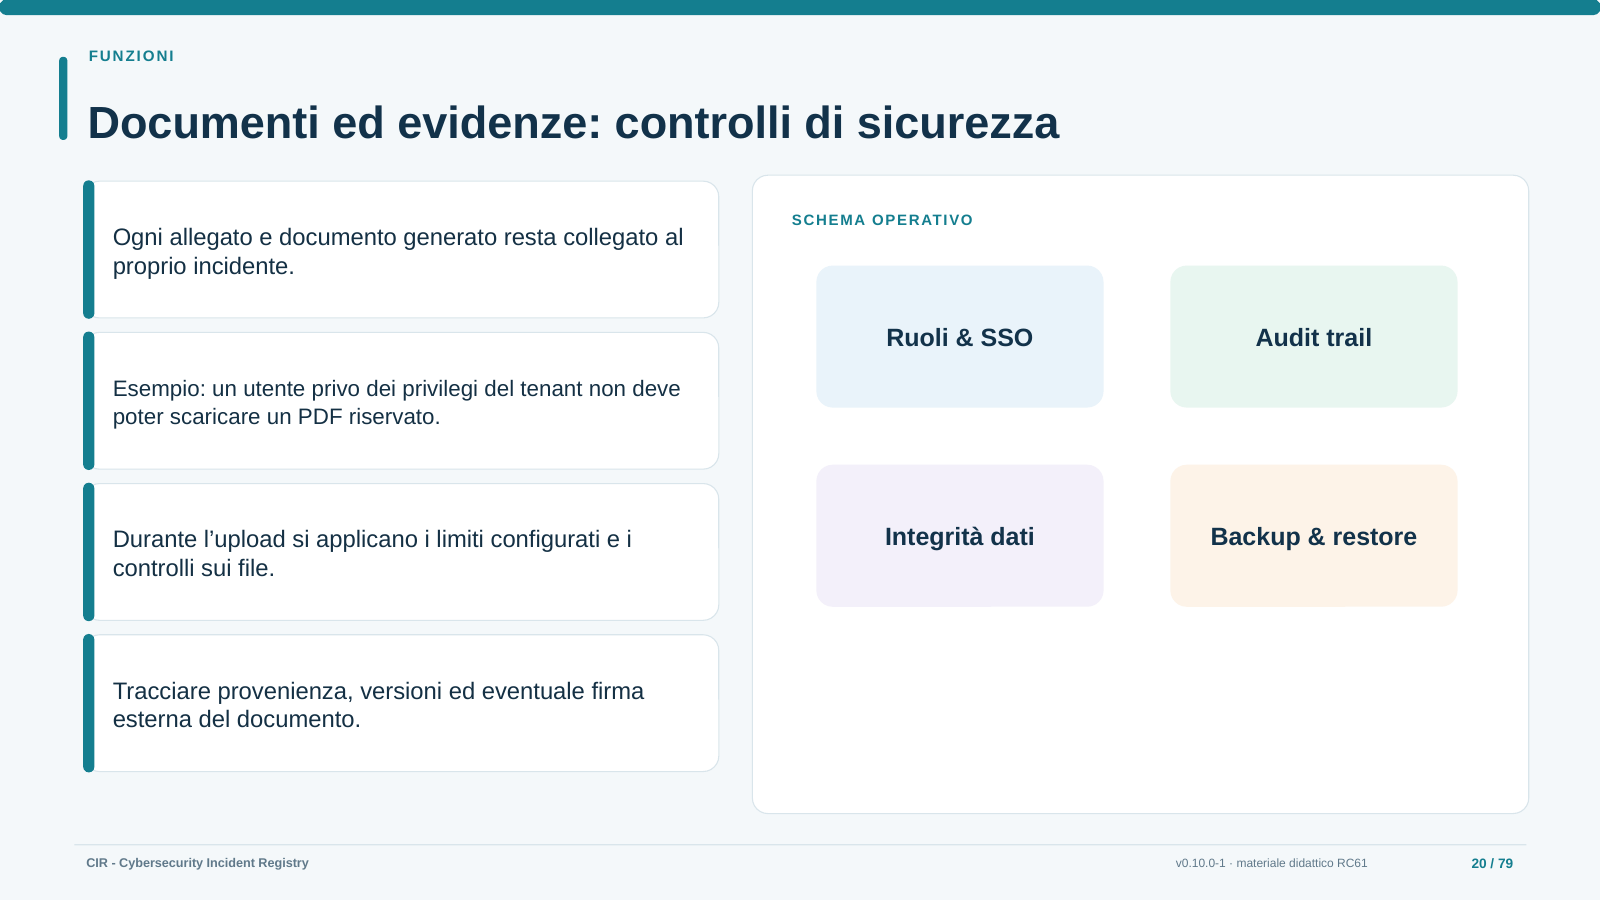 FUNZIONI
Documenti ed evidenze: controlli di sicurezza
Ogni allegato e documento generato resta collegato al
proprio incidente.
Esempio: un utente privo dei privilegi del tenant non deve
poter scaricare un PDF riservato.
Durante l’upload si applicano i limiti configurati e i
controlli sui file.
Tracciare provenienza, versioni ed eventuale firma
esterna del documento.
SCHEMA OPERATIVO
Ruoli & SSO
Audit trail
Integrità dati
Backup & restore
CIR - Cybersecurity Incident Registry
v0.10.0-1 · materiale didattico RC61
20 / 79